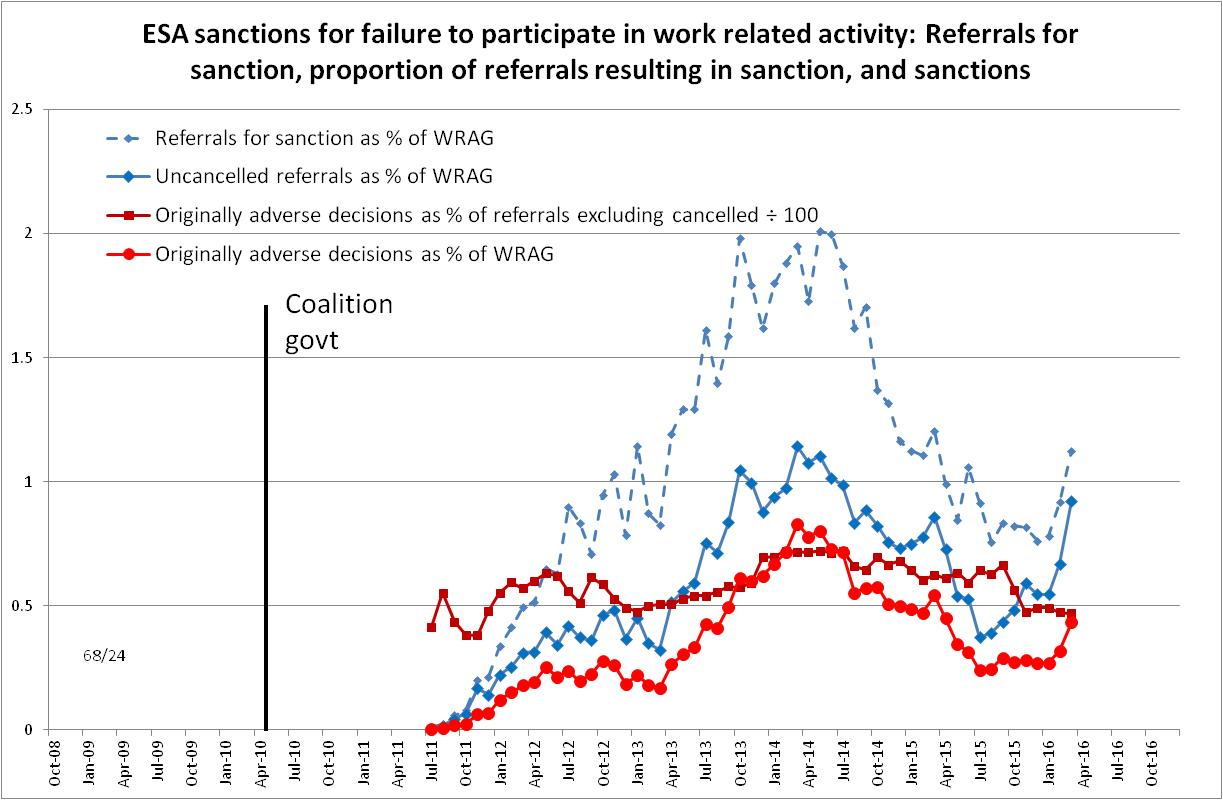 ESA sanctions for failure to participate in work related activity: Referrals for
sanction, proportion of referrals resulting in sanction, and sanctions
2.5
Referrals for sanction as % of WRAG
Uncancelled referrals as % of WRAG
Originally adverse decisions as % of referrals excluding cancelled ÷ 100
2
Originally adverse decisions as % of WRAG
Coalition
govt
1.5
1
0.5
68/24
0
Oct-08
Jan-09
Apr-09
Jul-09
Oct-09
Jan-10
Apr-10
Jul-10
Oct-10
Jan-11
Apr-11
Jul-11
Oct-11
Jan-12
Apr-12
Jul-12
Oct-12
Jan-13
Apr-13
Jul-13
Oct-13
Jan-14
Apr-14
Jul-14
Oct-14
Jan-15
Apr-15
Jul-15
Oct-15
Jan-16
Apr-16
Jul-16
Oct-16